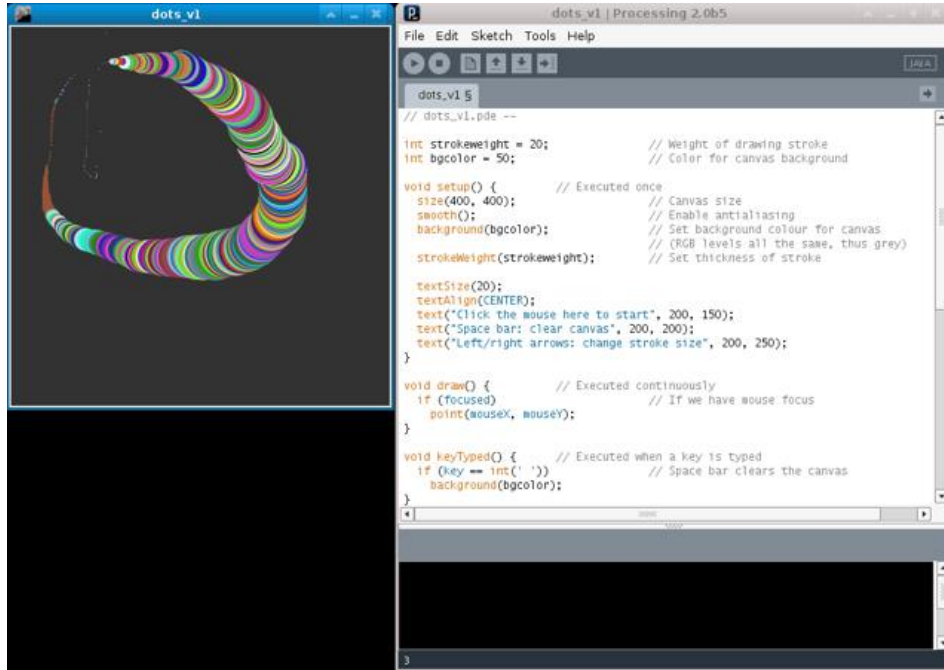 dots_v1
dots_v1 | Processing 2.0b5
File Edit Sketch Tools Help
JAVA
dots_v1 §
// dots_v1.pde --
int strokeweight = 20; // Weight of drawing stroke
int bgcolor = 50; // Color for canvas background
void setup() { // Executed once
size(400, 400); // Canvas size
smooth(); // Enable antialiasing
background(bgcolor); // Set background colour for canvas
// (RGB levels all the same, thus grey)
strokeWeight(strokeweight); // Set thickness of stroke
textSize(20);
textAlign(CENTER);
text("Click the mouse here to start", 200, 150);
text("Space bar: clear canvas", 200, 200);
text("Left/right arrows: change stroke size", 200, 250);
}
void draw() { // Executed continuously
if (focused) // If we have mouse focus
point(mouseX, mouseY);
}
void keyTyped() { // Executed when a key is typed
if (key == int(' ')) // Space bar clears the canvas
background(bgcolor);
}
3